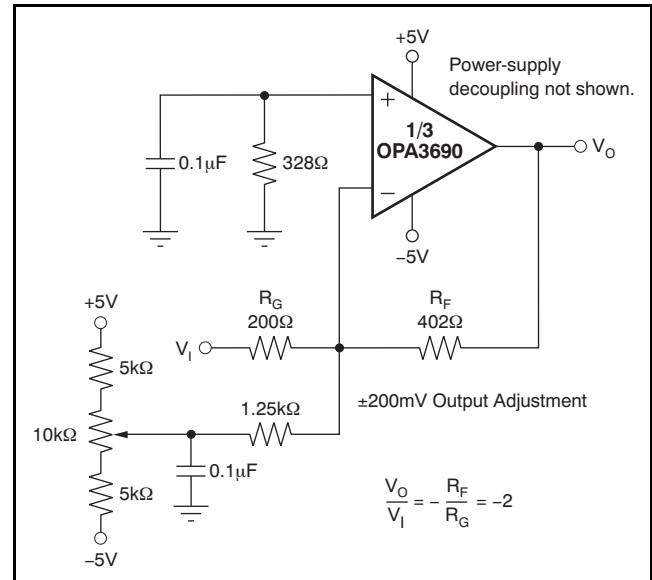 +5V
Power-supply
decoupling not shown.
+
1/3
OPA3690
−
V_O
0.1μF
328Ω
−5V
+5V
R_G
200Ω
R_F
402Ω
V_I
5kΩ
±200mV Output Adjustment
1.25kΩ
10kΩ
0.1μF
5kΩ
V_O/V_I = − R_F/R_G = −2
−5V